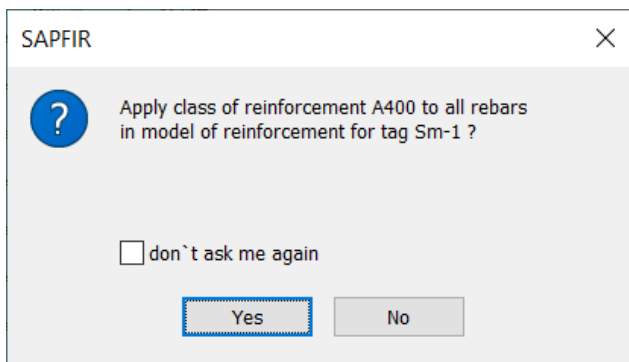 SAPFIR
Apply class of reinforcement A400 to all rebars
in model of reinforcement for tag Sm-1 ?
don`t ask me again
Yes
No